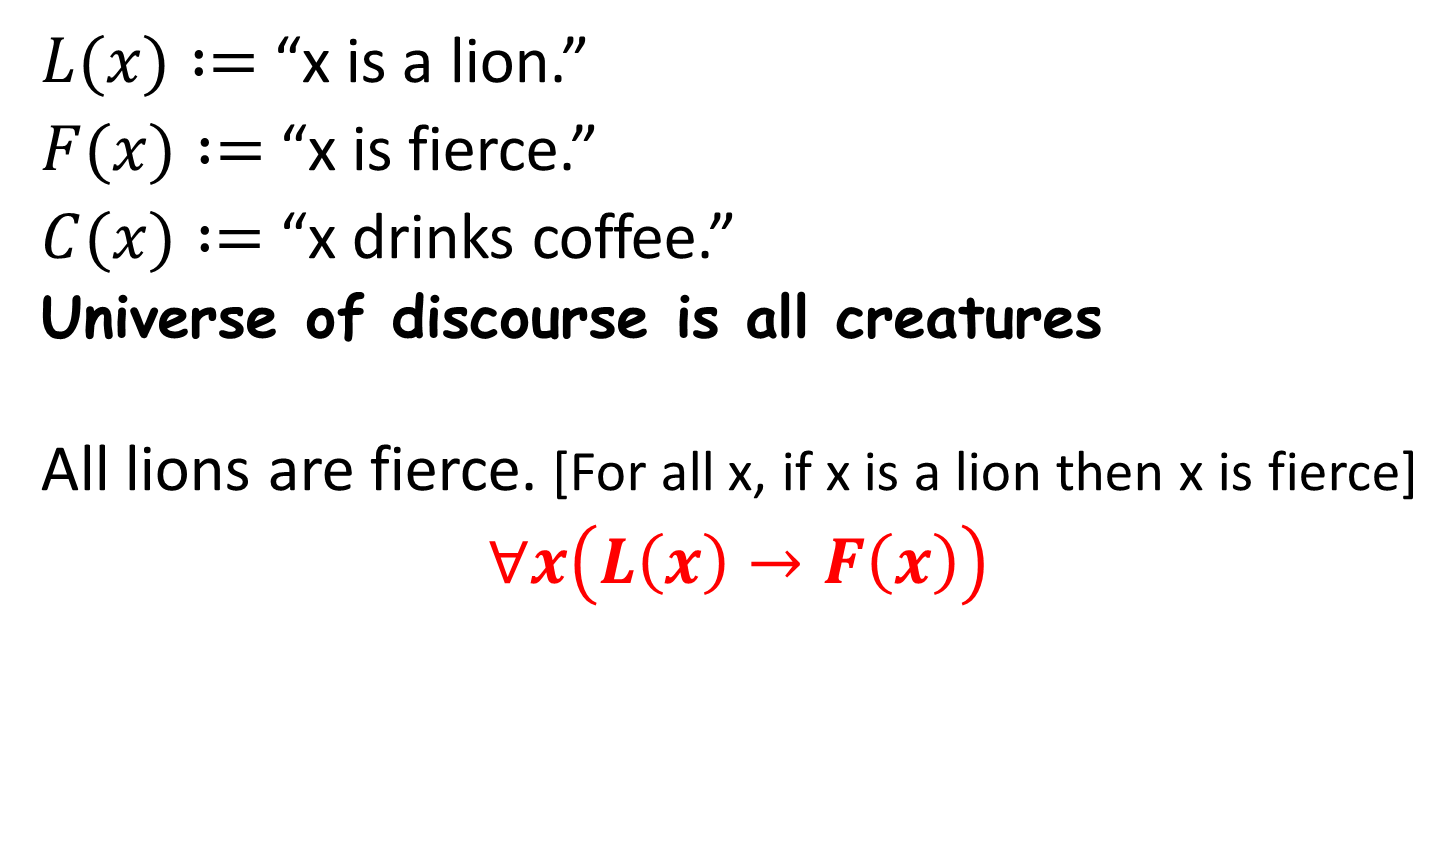 L(x) := “x is a lion.”
F(x) := “x is fierce.”
C(x) := “x drinks coffee.”
Universe of discourse is all creatures
All lions are fierce. [For all x, if x is a lion then x is fierce]
∀x(L(x) → F(x))